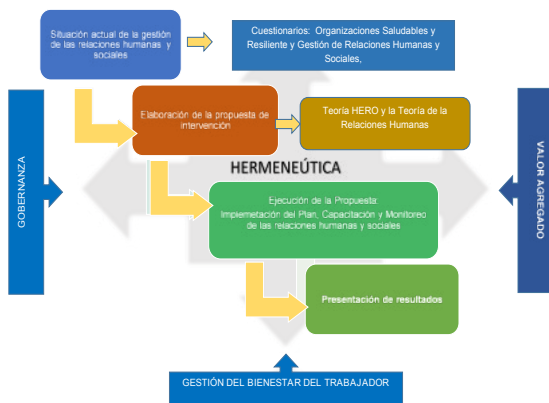 Situación actual de la gestión
de las relaciones humanas y
sociales
Cuestionarios: Organizaciones Saludables y
Resiliente y Gestión de Relaciones Humanas y
Sociales,
Elaboración de la propuesta de
intervención
Teoría HERO y la Teoría de la
Relaciones Humanas
GOBERNANZA
HERMENEÚTICA
VALOR AGREGADO
Ejecución de la Propuesta:
Implemetación del Plan, Capacitación y Monitoreo
de las relaciones humanas y sociales
Presentación de resultados
GESTIÓN DEL BIENESTAR DEL TRABAJADOR